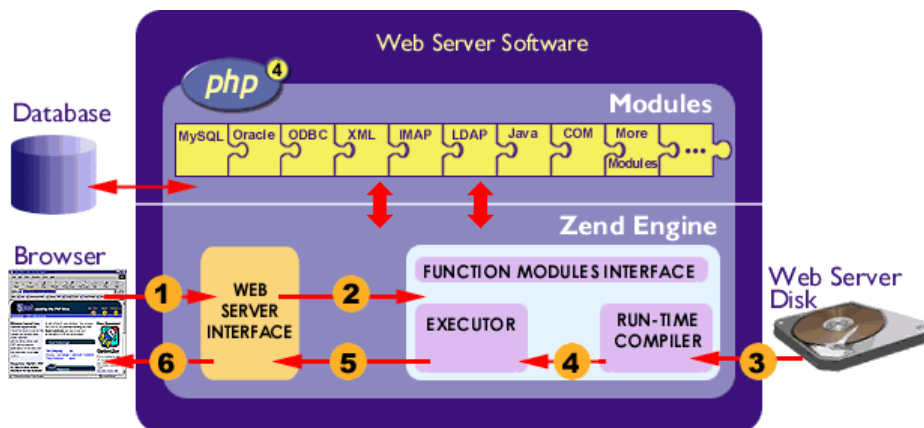 Web Server Software
php 4
Database
Modules
MySQL Oracle ODBC XML IMAP LDAP Java COM More Modules ...
Zend Engine
Browser
FUNCTION MODULES INTERFACE
Web Server
Disk
1
WEB
SERVER
INTERFACE
2
EXECUTOR
RUN-TIME
COMPILER
3
4
5
6